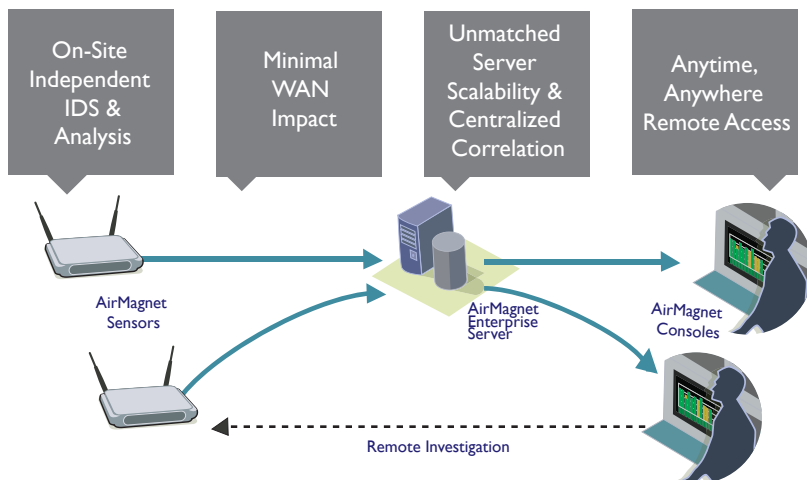 On-Site
Independent
IDS &
Analysis
Minimal
WAN
Impact
Unmatched
Server
Scalability &
Centralized
Correlation
Anytime,
Anywhere
Remote Access
AirMagnet
Sensors
AirMagnet
Enterprise
Server
AirMagnet
Consoles
Remote Investigation